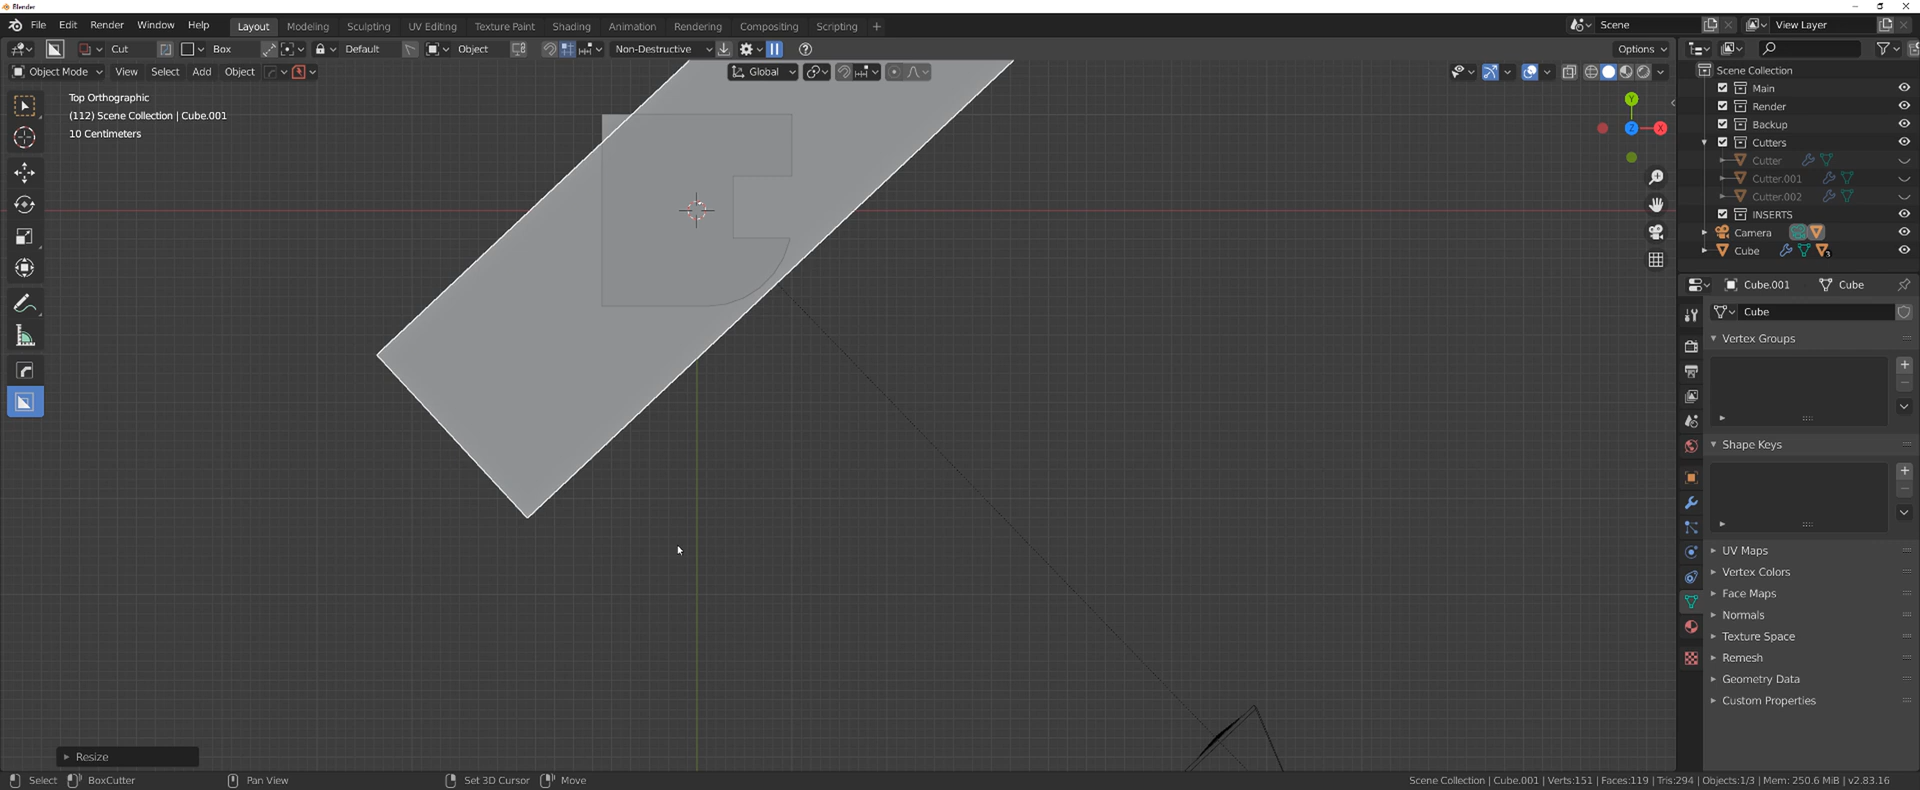 Blender
File Edit Render Window Help Layout Modeling Sculpting UV Editing Texture Paint Shading Animation Rendering Compositing Scripting + Scene View Layer
Cut Box Default Object Non-Destructive Options
Object Mode View Select Add Object Global
Top Orthographic
(112) Scene Collection | Cube.001
10 Centimeters
Y
Z
X
Scene Collection
Main
Render
Backup
Cutters
Cutter
Cutter.001
Cutter.002
INSERTS
Camera
Cube 3
Cube.001 Cube
Cube
Vertex Groups
Shape Keys
UV Maps
Vertex Colors
Face Maps
Normals
Texture Space
Remesh
Geometry Data
Custom Properties
Resize
Select BoxCutter Pan View Set 3D Cursor Move Scene Collection | Cube.001 | Verts:151 | Faces:119 | Tris:294 | Objects:1/3 | Mem: 250.6 MiB | v2.83.16